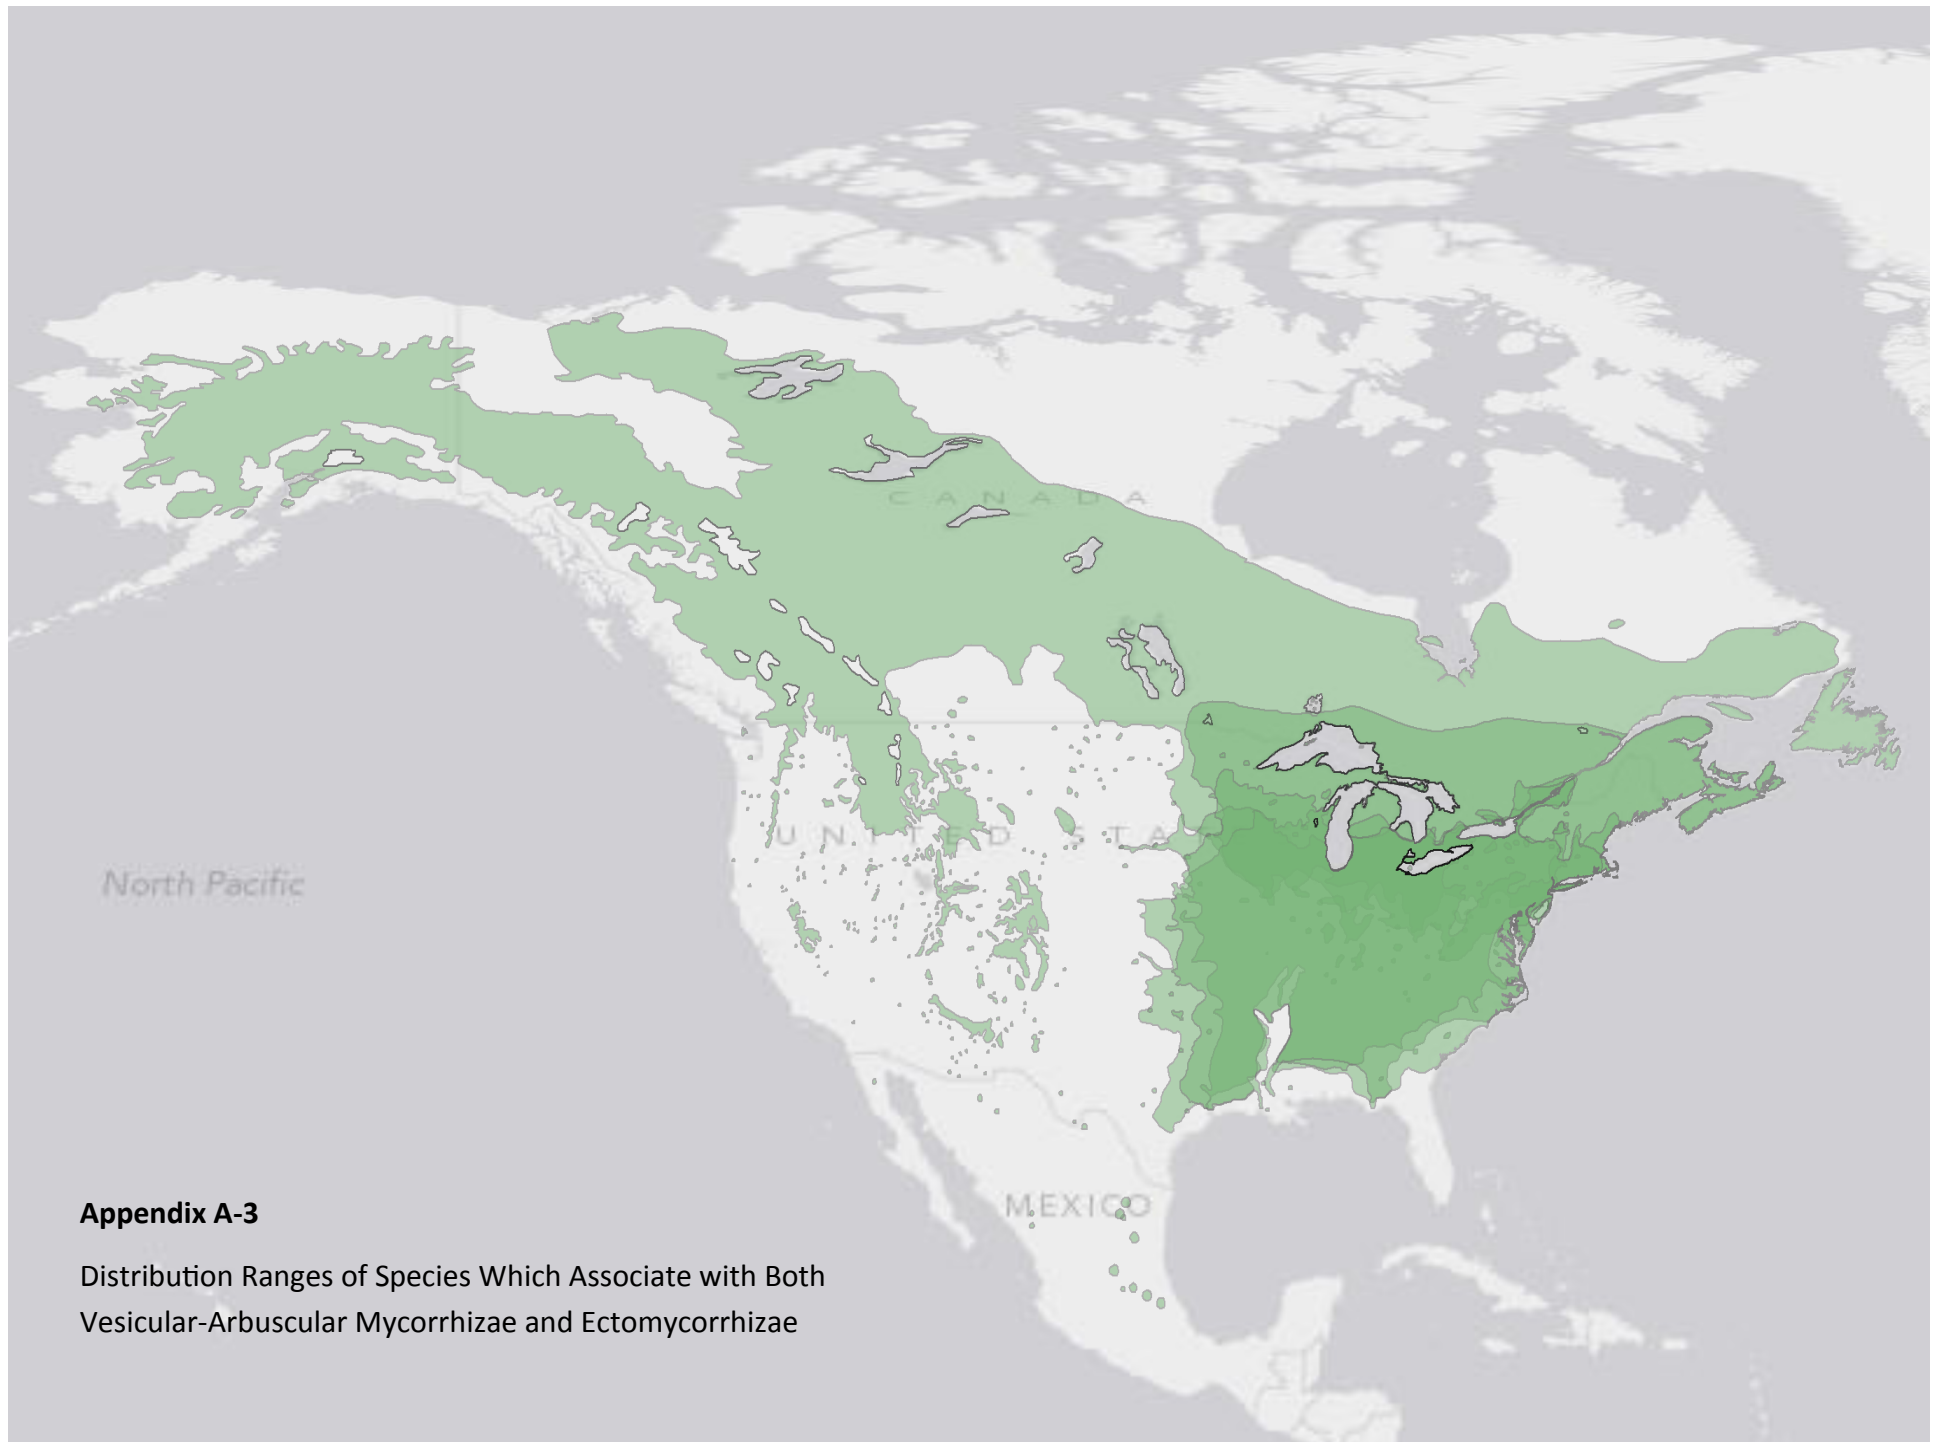 CANADA
UNITED STA
North Pacific
MEXICO
Appendix A-3
Distribution Ranges of Species Which Associate with Both
Vesicular-Arbuscular Mycorrhizae and Ectomycorrhizae